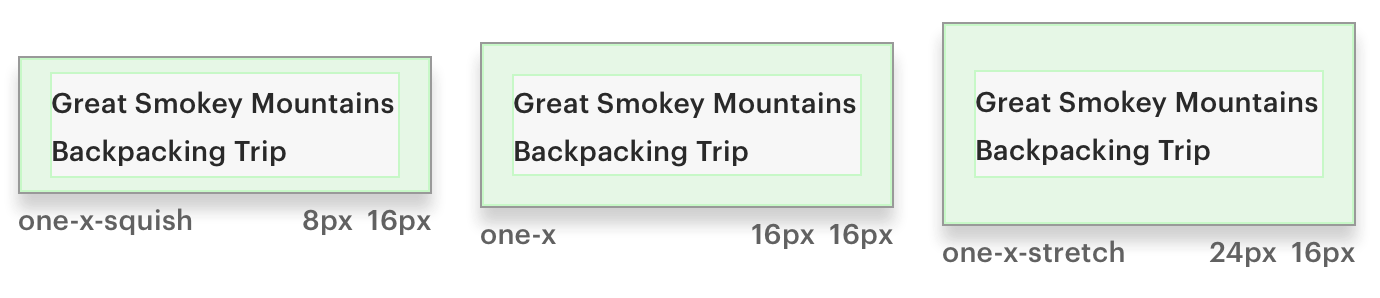 Great Smokey Mountains
Backpacking Trip
one-x-squish 8px 16px
Great Smokey Mountains
Backpacking Trip
one-x 16px 16px
Great Smokey Mountains
Backpacking Trip
one-x-stretch 24px 16px